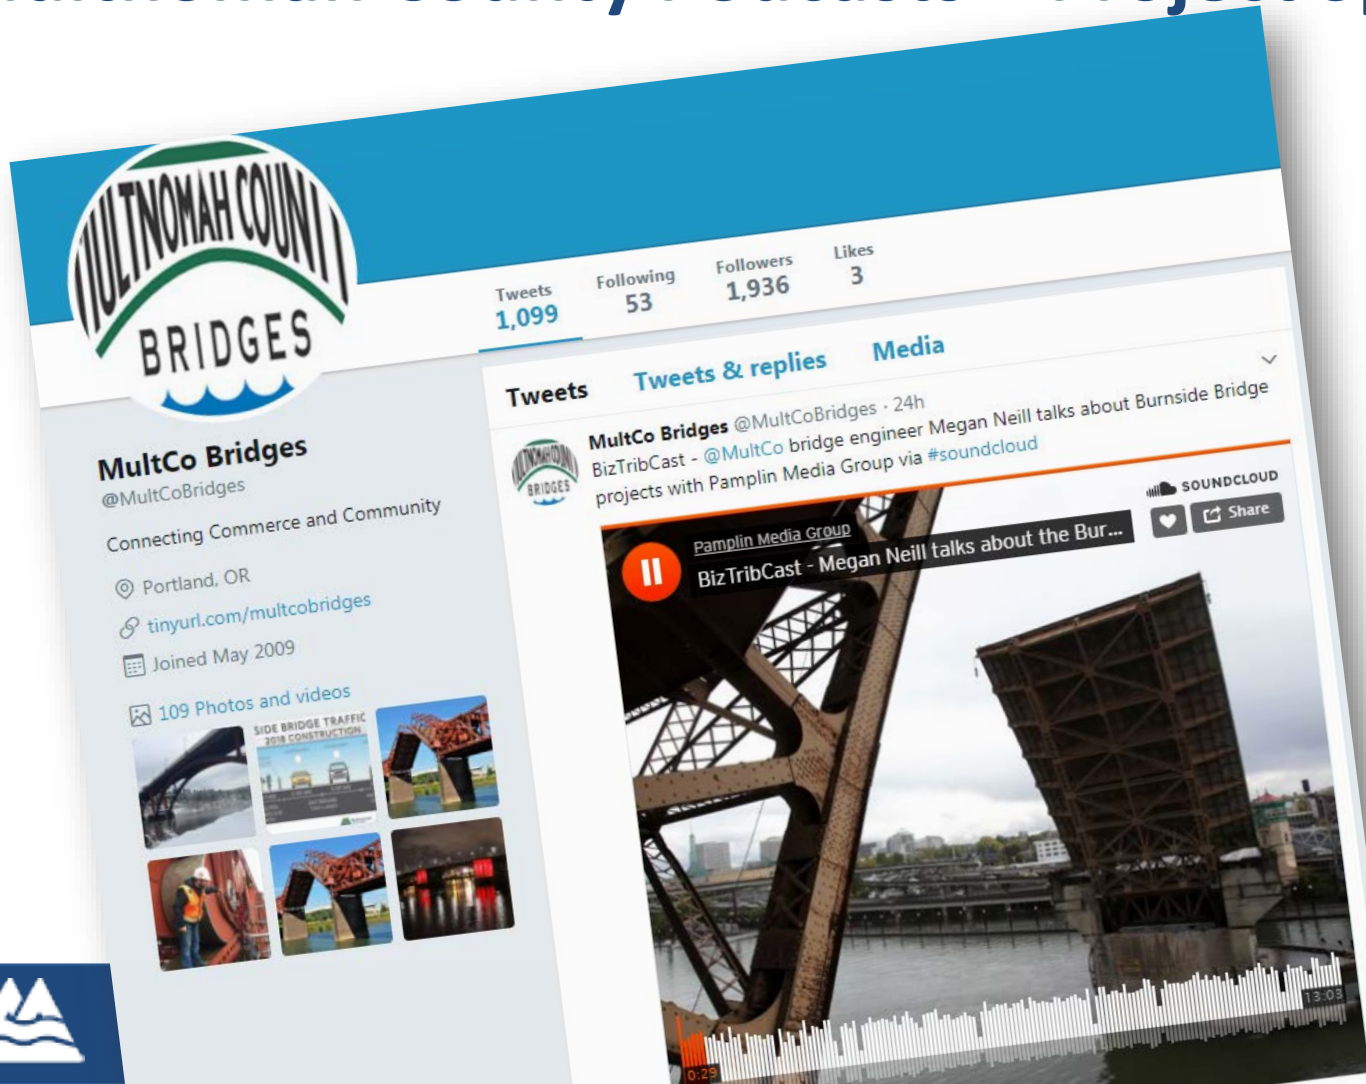 MULTNOMAH COUNTY
BRIDGES
Tweets
1,099
Following
53
Followers
1,936
Likes
3
MultCo Bridges
@MultCoBridges
Connecting Commerce and Community
Portland, OR
tinyurl.com/multcobridges
Joined May 2009
109 Photos and videos
SIDE BRIDGE TRAFFIC
2018 CONSTRUCTION
Tweets Tweets & replies Media
MultCo Bridges @MultCoBridges · 24h
BizTribCast - @MultCo bridge engineer Megan Neill talks about Burnside Bridge
projects with Pamplin Media Group via #soundcloud
MULTNOMAH COUNTY
BRIDGES
SOUNDCLOUD
Pamplin Media Group
BizTribCast - Megan Neill talks about the Bur...
Share
0:29
13:03